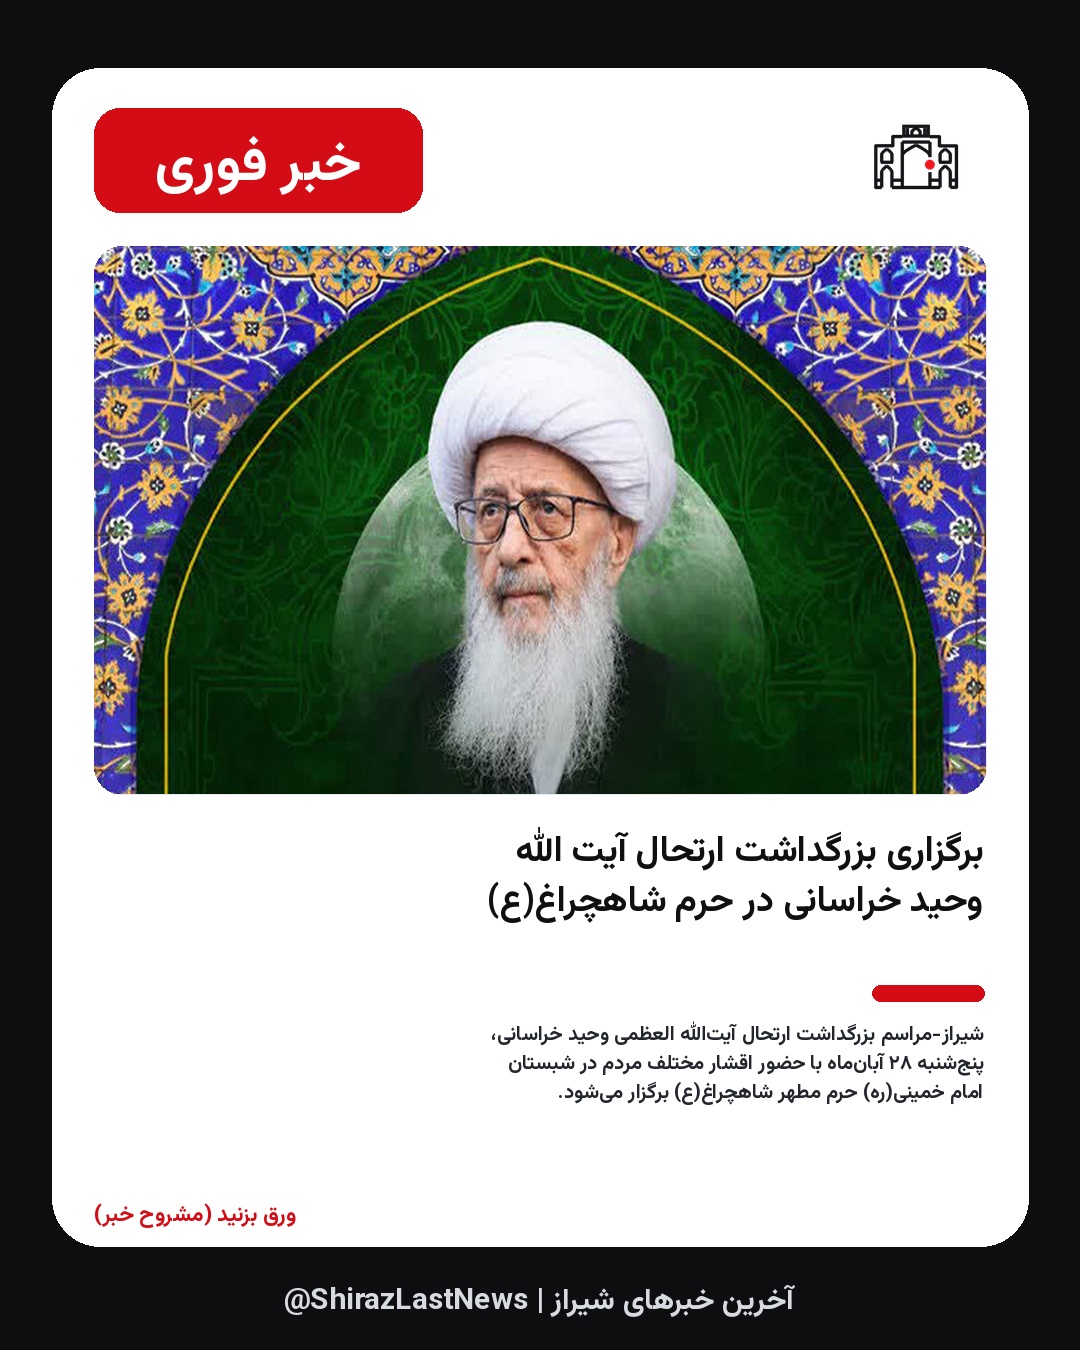 خبر فوری
برگزاری بزرگداشت ارتحال آیت الله
وحید خراسانی در حرم شاهچراغ(ع)
شیراز-مراسم بزرگداشت ارتحال آیت‌الله العظمی وحید خراسانی،
پنج‌شنبه ۲۸ آبان‌ماه با حضور اقشار مختلف مردم در شبستان
امام خمینی(ره) حرم مطهر شاهچراغ(ع) برگزار می‌شود.
ورق بزنید (مشروح خبر)
آخرین خبرهای شیراز | @ShirazLastNews